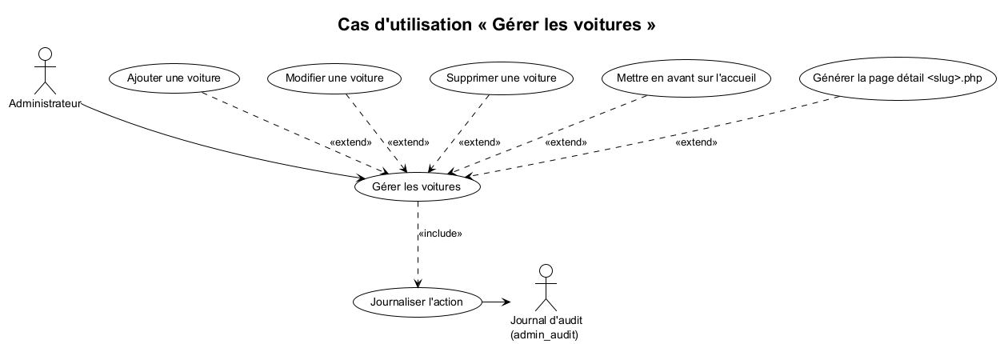 Cas d'utilisation « Gérer les voitures »
Ajouter une voiture
Modifier une voiture
Supprimer une voiture
Mettre en avant sur l'accueil
Générer la page détail <slug>.php
Administrateur
«extend»
«extend»
«extend»
«extend»
«extend»
Gérer les voitures
«include»
Journaliser l'action
Journal d'audit
(admin_audit)